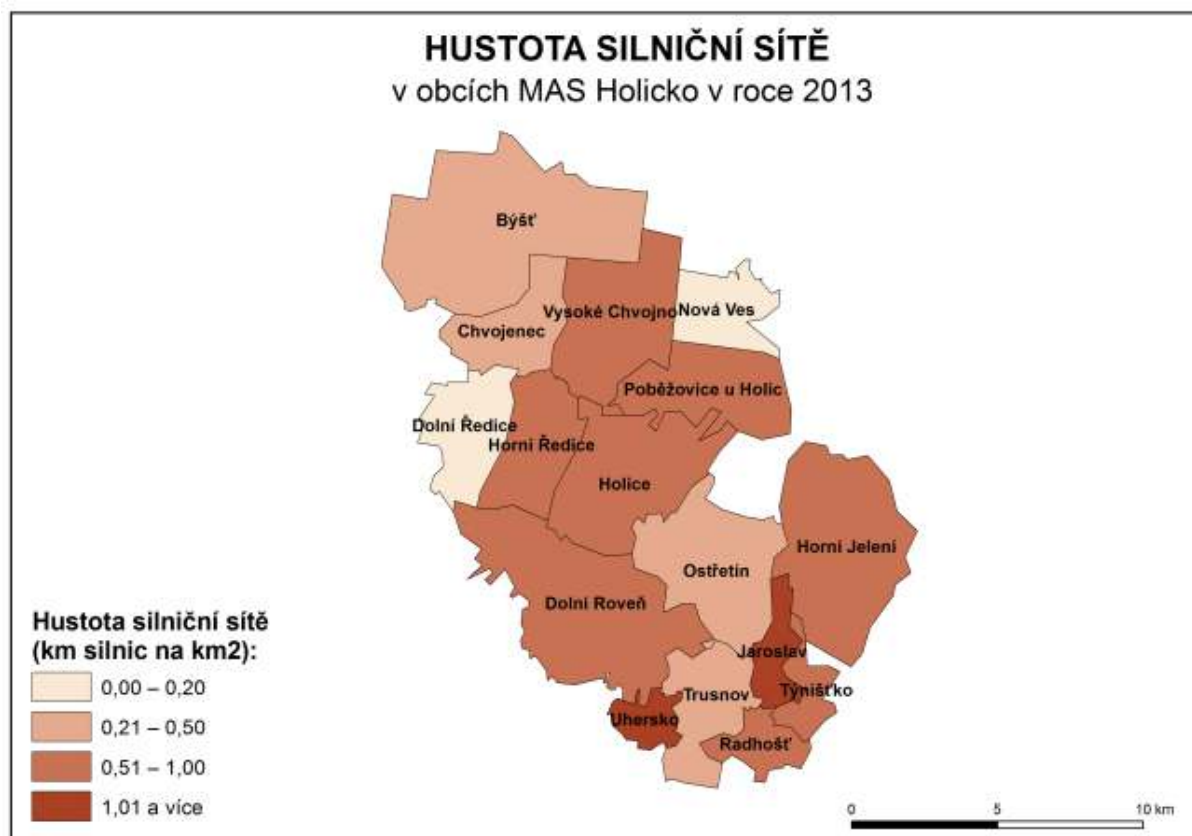 HUSTOTA SILNIČNÍ SÍTĚ
v obcích MAS Holicko v roce 2013
Býšť
Vysoké Chvojno
Nová Ves
Chvojenec
Poběžovice u Holic
Dolní Ředice
Horní Ředice
Holice
Horní Jelení
Ostřetín
Dolní Roveň
Jaroslav
Týnišťko
Trusnov
Uhersko
Radhošť
Hustota silniční sítě
(km silnic na km2):
0,00 – 0,20
0,21 – 0,50
0,51 – 1,00
1,01 a více
0 5 10 km